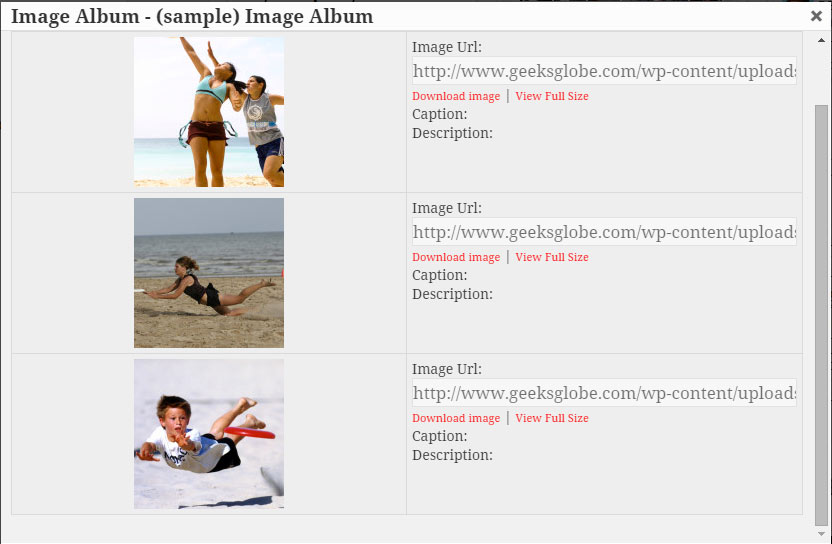 Image Album - (sample) Image Album
Image Url:
http://www.geeksglobe.com/wp-content/uploads
Download image | View Full Size
Caption:
Description:
Image Url:
http://www.geeksglobe.com/wp-content/uploads
Download image | View Full Size
Caption:
Description:
Image Url:
http://www.geeksglobe.com/wp-content/uploads
Download image | View Full Size
Caption:
Description: